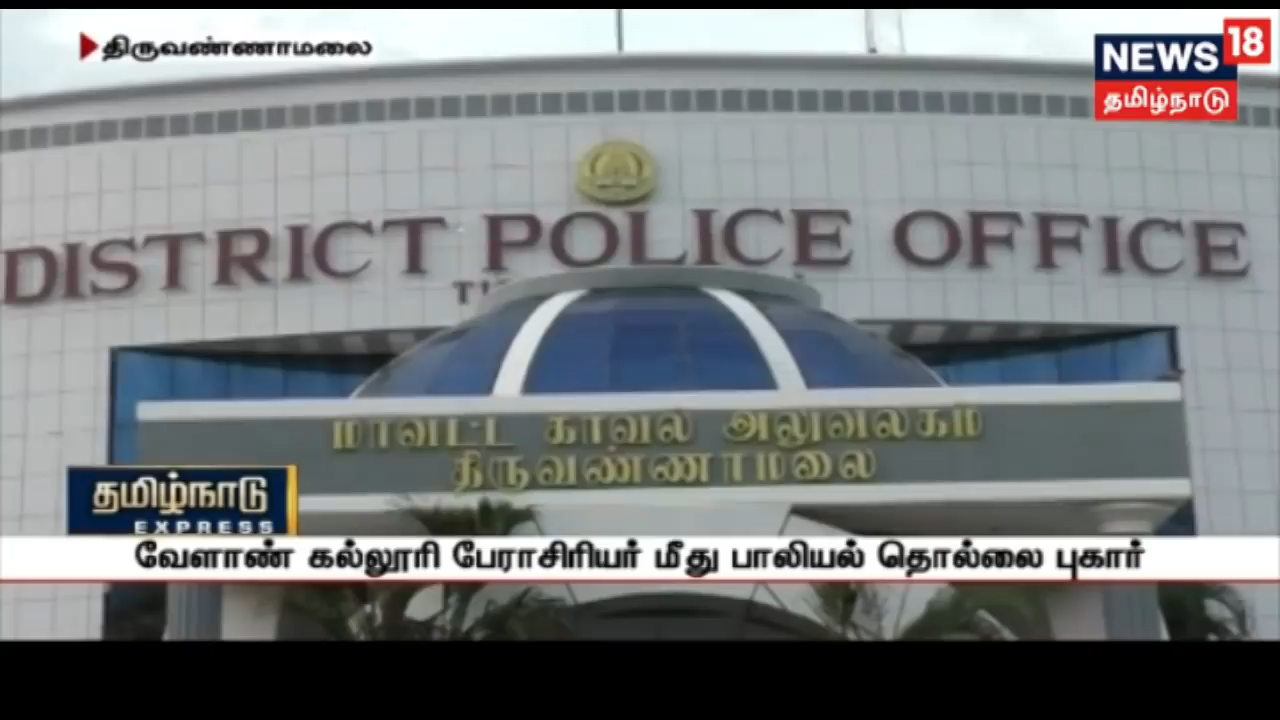 திருவண்ணாமலை
NEWS 18
தமிழ்நாடு
DISTRICT POLICE OFFICE
மாவட்ட காவல் அலுவலகம்
திருவண்ணாமலை
தமிழ்நாடு
EXPRESS
வேளாண் கல்லூரி பேராசிரியர் மீது பாலியல் தொல்லை புகார்